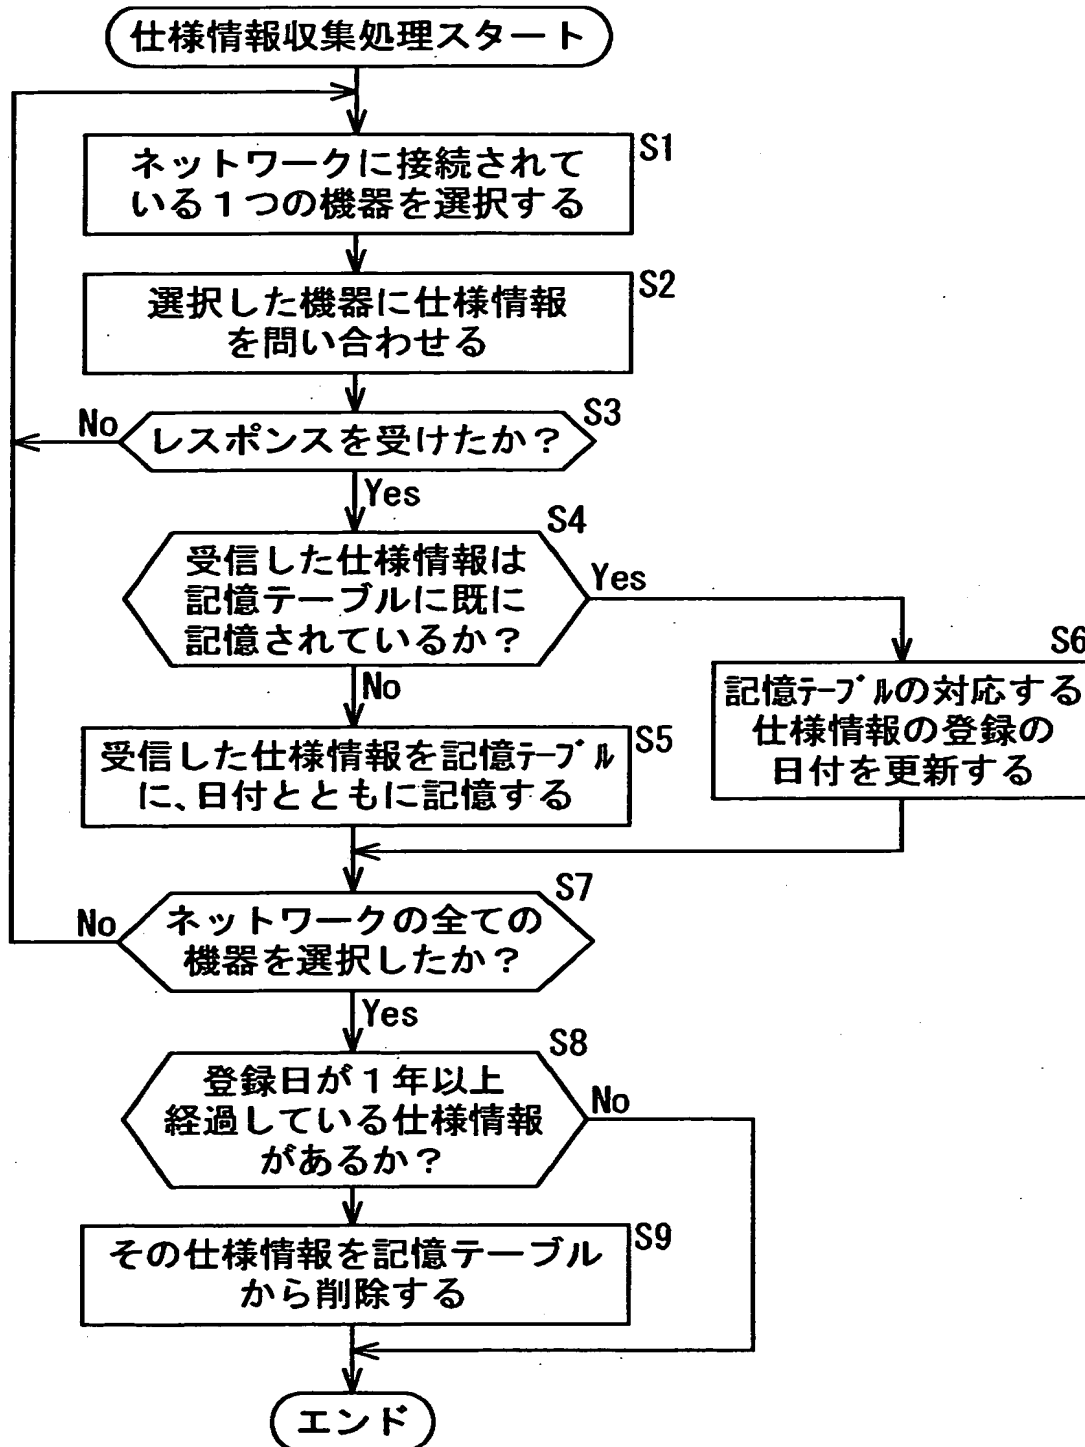 仕様情報収集処理スタート
S1
ネットワークに接続されて
いる1つの機器を選択する
S2
選択した機器に仕様情報
を問い合わせる
S3
レスポンスを受けたか？
No
Yes
S4
受信した仕様情報は
記憶テーブルに既に
記憶されているか？
Yes
No
S6
記憶ﾃｰﾌﾞﾙの対応する
仕様情報の登録の
日付を更新する
S5
受信した仕様情報を記憶ﾃｰﾌﾞﾙ
に、日付とともに記憶する
S7
ネットワークの全ての
機器を選択したか？
No
Yes
S8
登録日が１年以上
経過している仕様情報
があるか？
No
S9
その仕様情報を記憶テーブル
から削除する
エンド